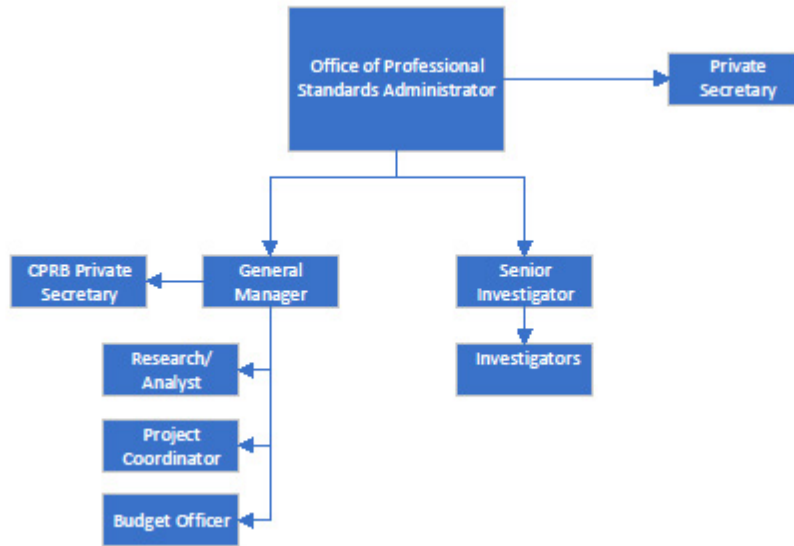 Office of Professional
Standards Administrator
Private
Secretary
CPRB Private
Secretary
General
Manager
Senior
Investigator
Research/
Analyst
Investigators
Project
Coordinator
Budget Officer